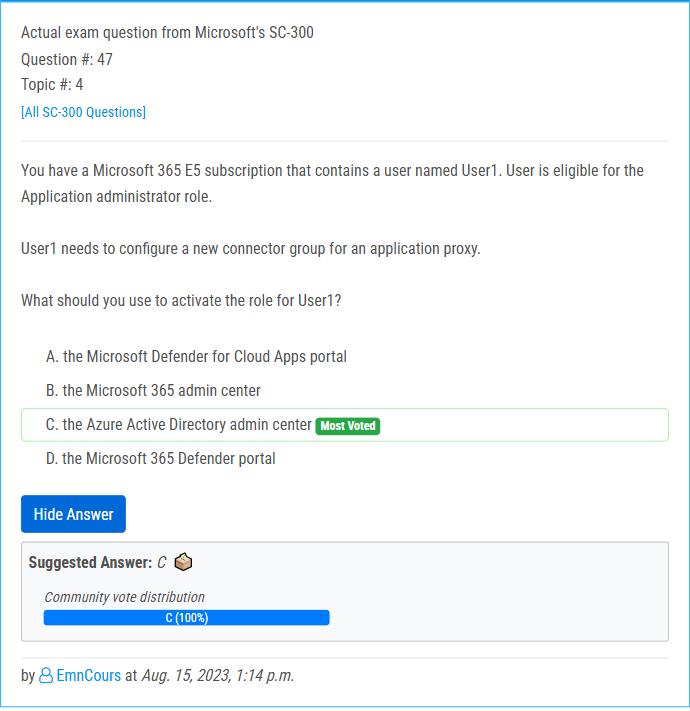 Actual exam question from Microsoft's SC-300
Question #: 47
Topic #: 4
[All SC-300 Questions]
You have a Microsoft 365 E5 subscription that contains a user named User1. User is eligible for the
Application administrator role.
User1 needs to configure a new connector group for an application proxy.
What should you use to activate the role for User1?
A. the Microsoft Defender for Cloud Apps portal
B. the Microsoft 365 admin center
C. the Azure Active Directory admin center Most Voted
D. the Microsoft 365 Defender portal
Hide Answer
Suggested Answer: C
Community vote distribution
C (100%)
by EmnCours at Aug. 15, 2023, 1:14 p.m.